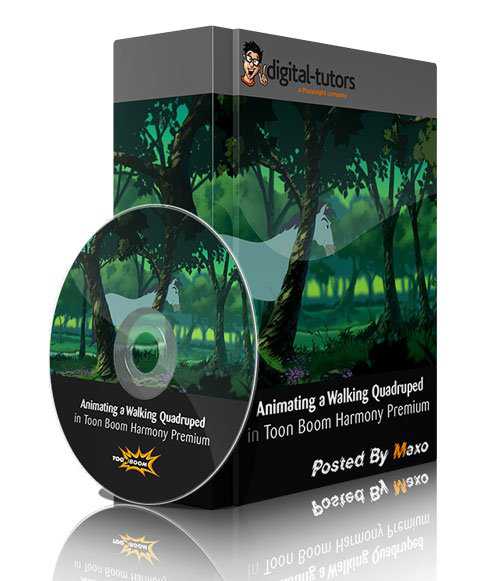 digital-tutors
a Pluralsight company
Animating a Walking Quadruped
in Toon Boom Harmony Premium
Posted By Maxo
Animating a Walking Quadruped
in Toon Boom Harmony Premium
TOON BOOM